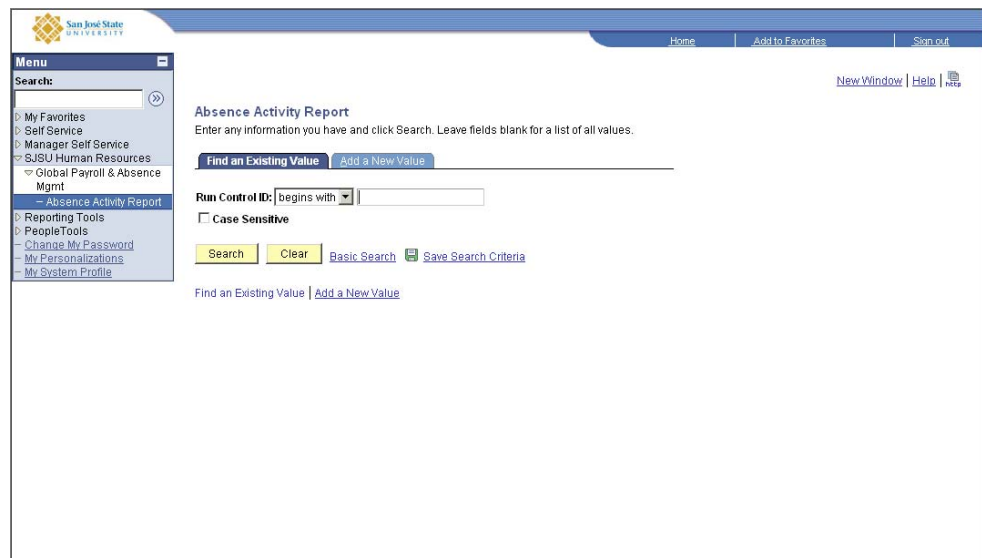 San José State
UNIVERSITY
Home
Add to Favorites
Sign out
Menu
Search:
New Window | Help | http
My Favorites
Self Service
Manager Self Service
SJSU Human Resources
Global Payroll & Absence
Mgmt
– Absence Activity Report
Reporting Tools
PeopleTools
– Change My Password
– My Personalizations
– My System Profile
Absence Activity Report
Enter any information you have and click Search. Leave fields blank for a list of all values.
Find an Existing Value
Add a New Value
Run Control ID: begins with
Case Sensitive
Search
Clear
Basic Search
Save Search Criteria
Find an Existing Value | Add a New Value